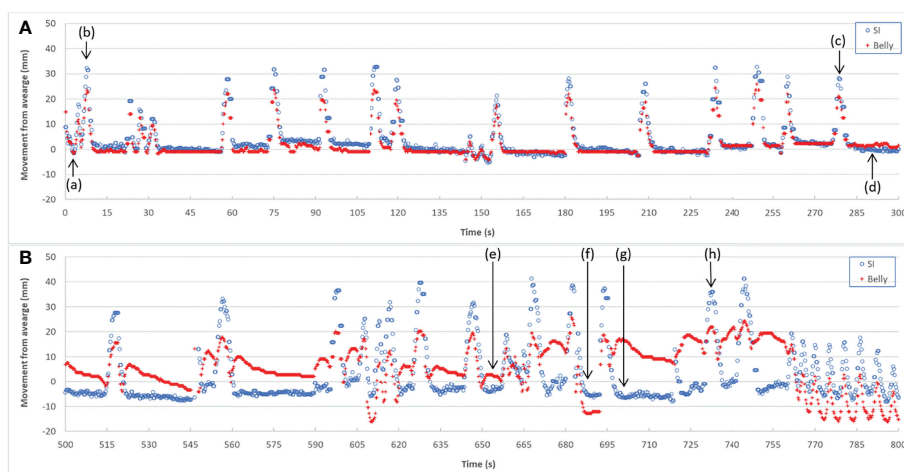 A
(b)
(c)
(a)
(d)
SI
Belly
Movement from avearge (mm)
50
40
30
20
10
0
-10
-20
0 15 30 45 60 75 90 105 120 135 150 165 180 195 210 225 240 255 270 285 300
Time (s)
B
(e)
(f)
(g)
(h)
SI
Belly
Movement from avearge (mm)
50
40
30
20
10
0
-10
-20
500 515 530 545 560 575 590 605 620 635 650 665 680 695 710 725 740 755 770 785 800
Time (s)